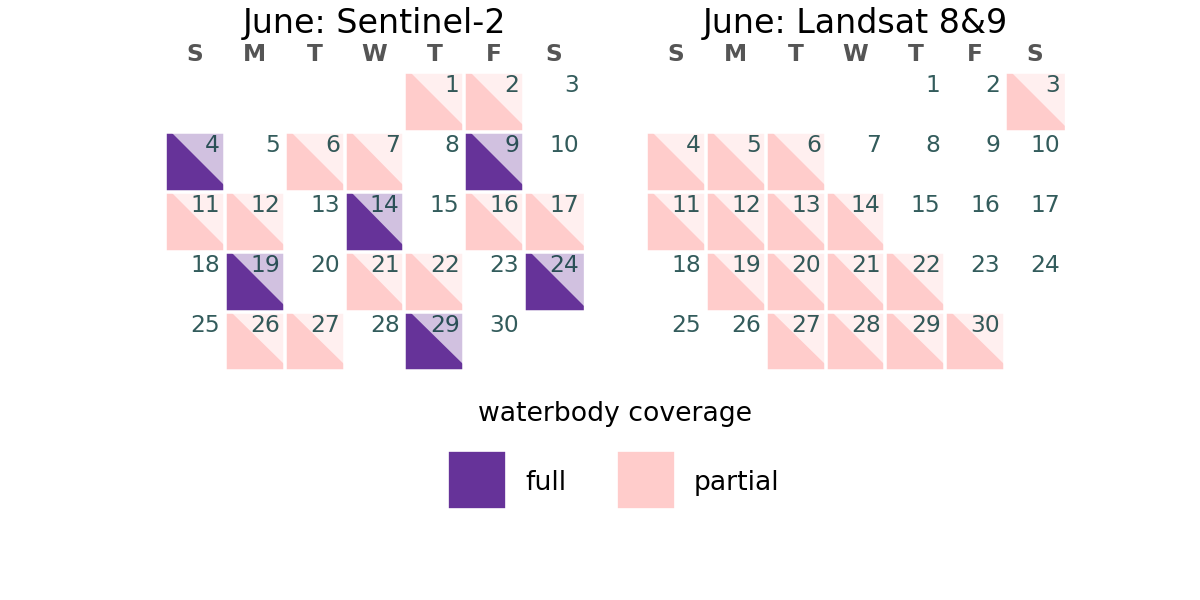 June: Sentinel-2
S M T W T F S
1 2 3
4 5 6 7 8 9 10
11 12 13 14 15 16 17
18 19 20 21 22 23 24
25 26 27 28 29 30
June: Landsat 8&9
S M T W T F S
1 2 3
4 5 6 7 8 9 10
11 12 13 14 15 16 17
18 19 20 21 22 23 24
25 26 27 28 29 30
waterbody coverage
full partial